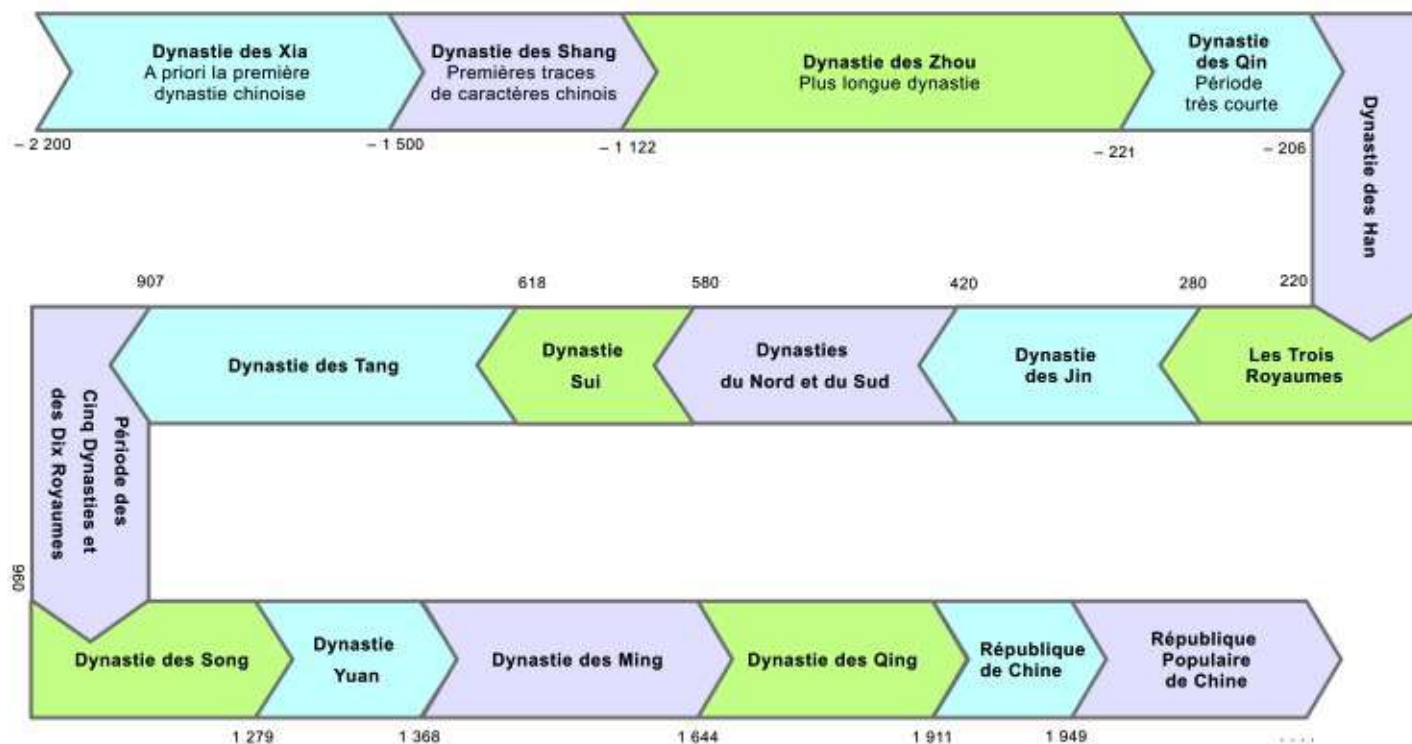 Dynastie des Xia
A priori la première
dynastie chinoise
Dynastie des Shang
Premières traces
de caractères chinois
Dynastie des Zhou
Plus longue dynastie
Dynastie
des Qin
Période
très courte
Dynastie des Han
– 2 200
– 1 500
– 1 122
– 221
– 206
907
618
580
420
280
220
Les Trois
Royaumes
Dynastie
des Jin
Dynasties
du Nord et du Sud
Dynastie
Sui
Dynastie des Tang
Période des
Cinq Dynasties et
des Dix Royaumes
960
Dynastie des Song
Dynastie
Yuan
Dynastie des Ming
Dynastie des Qing
République
de Chine
République
Populaire
de Chine
1 279
1 368
1 644
1 911
1 949
....